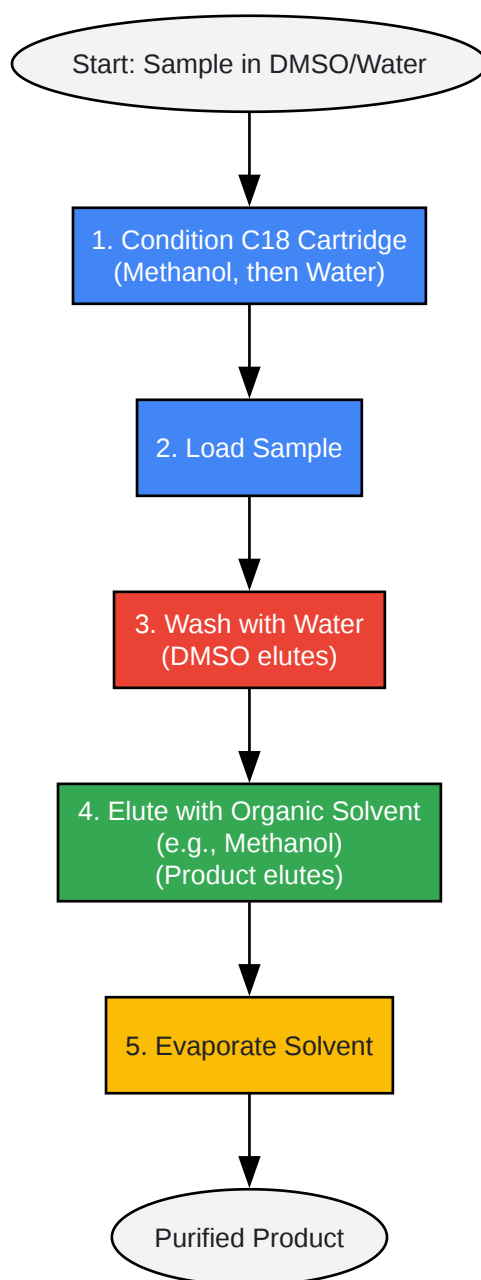 Start: Sample in DMSO/Water
1. Condition C18 Cartridge
(Methanol, then Water)
2. Load Sample
3. Wash with Water
(DMSO elutes)
4. Elute with Organic Solvent
(e.g., Methanol)
(Product elutes)
5. Evaporate Solvent
Purified Product